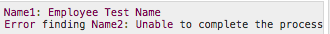 Name1: Employee Test Name
Error finding Name2: Unable to complete the process